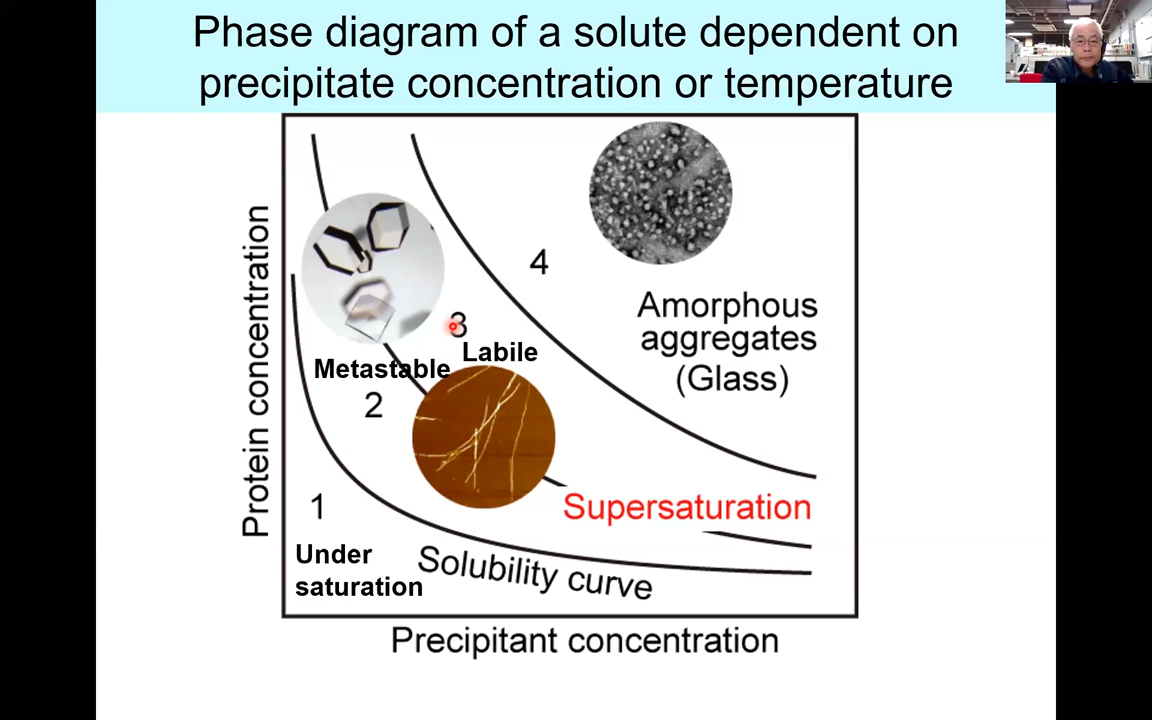 Phase diagram of a solute dependent on
precipitate concentration or temperature
Protein concentration
4
Amorphous
aggregates
(Glass)
3
Labile
Metastable
2
1
Supersaturation
Under
saturation
Solubility curve
Precipitant concentration